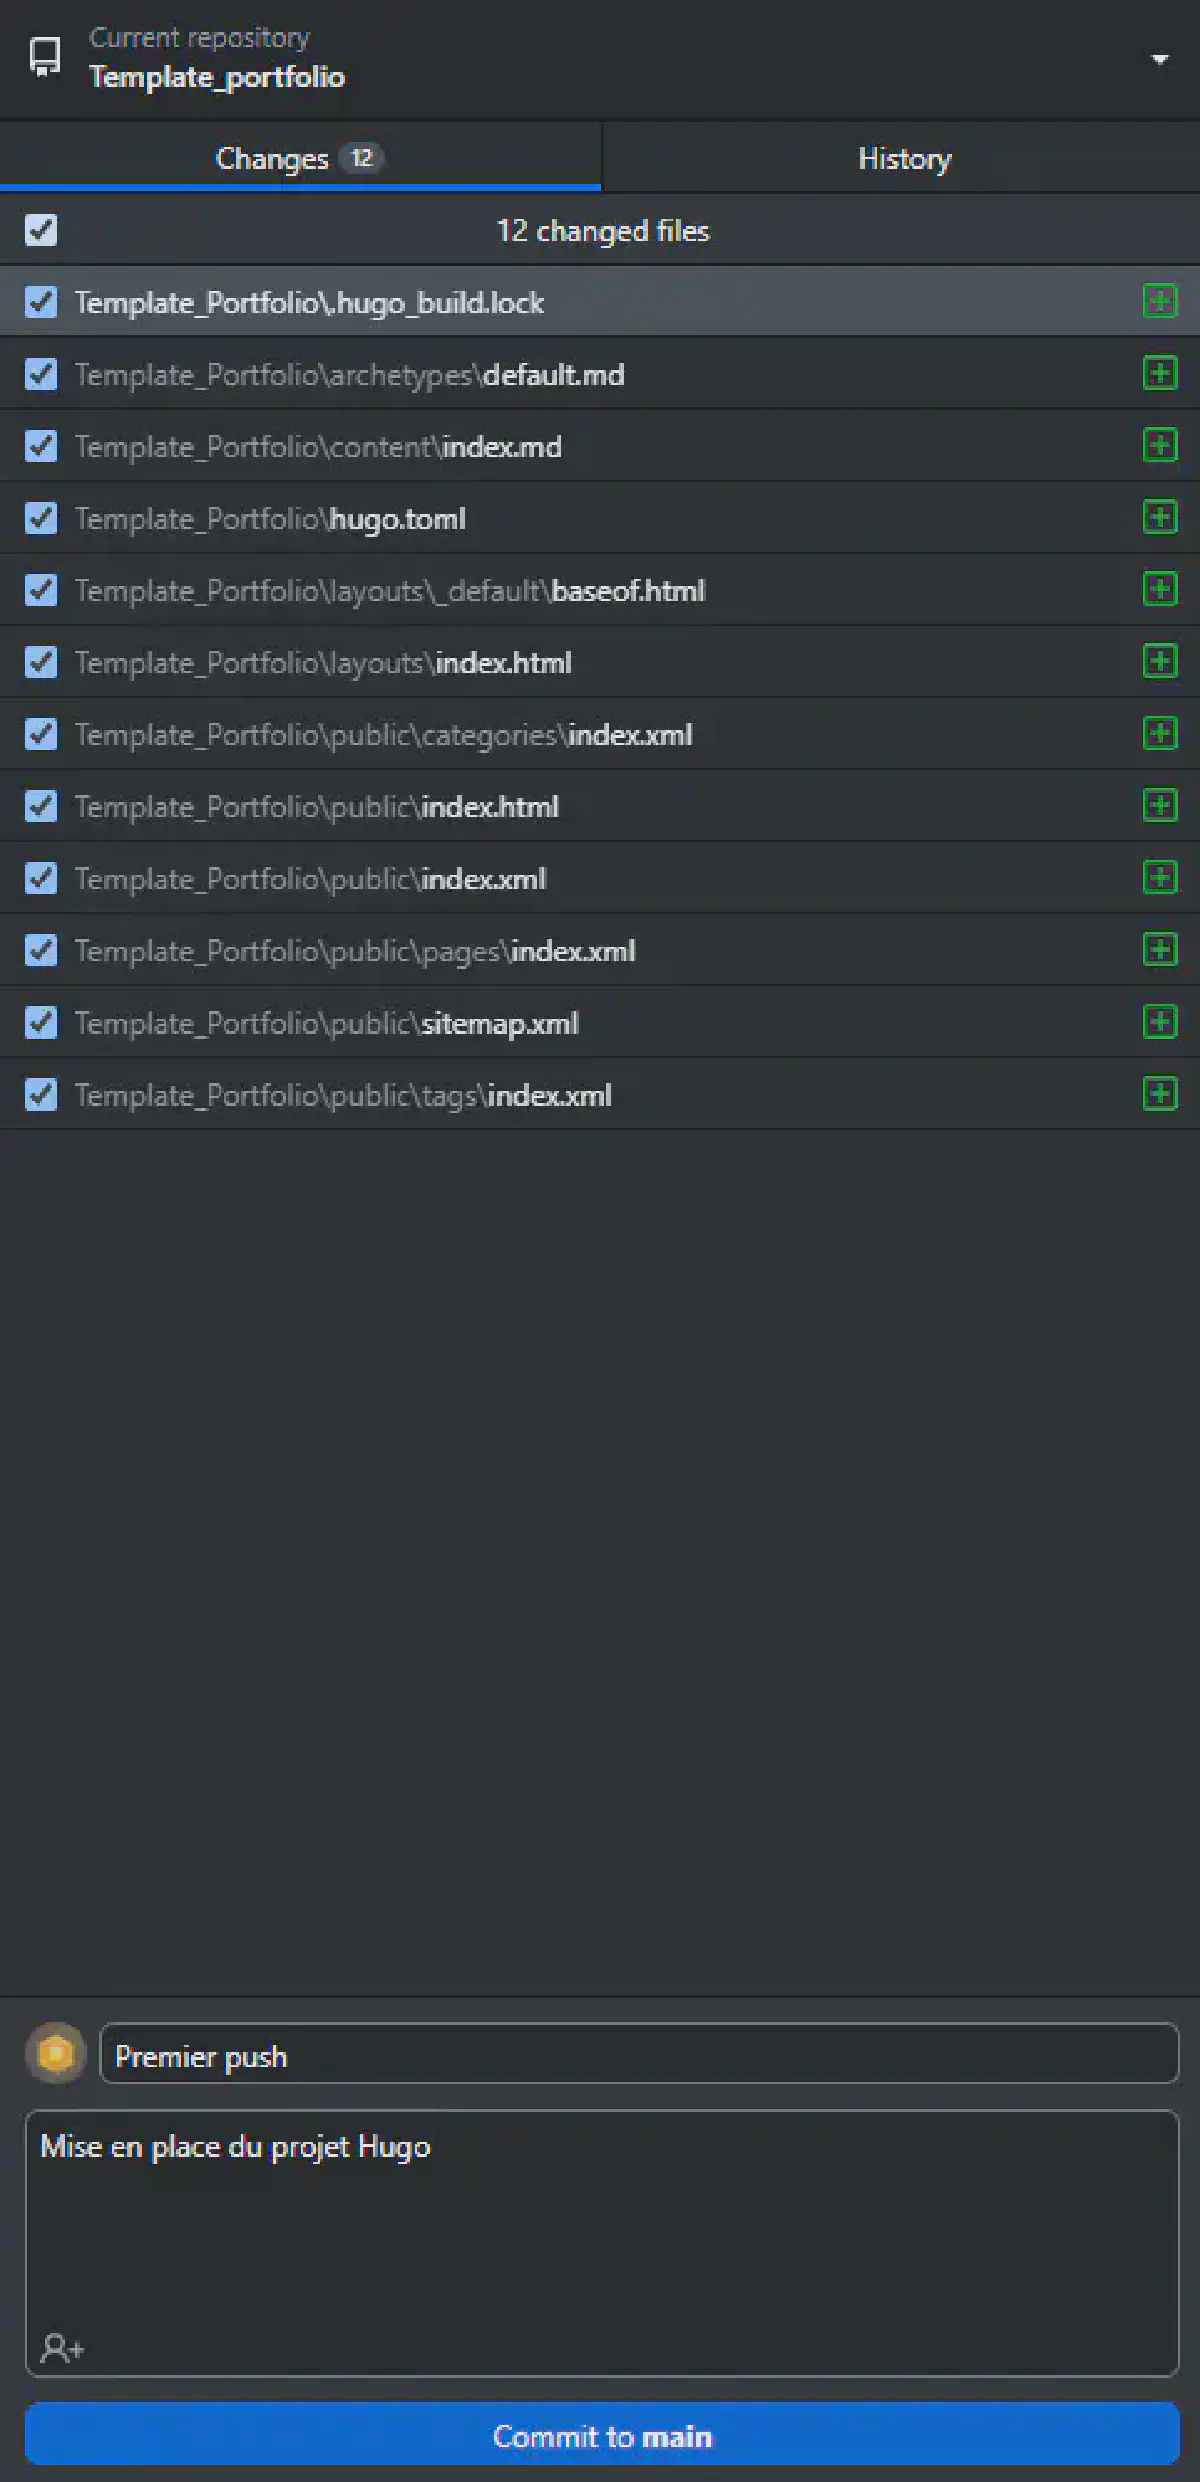 Current repository
Template_portfolio
Changes 12
History
12 changed files
Template_Portfolio\.hugo_build.lock
Template_Portfolio\archetypes\default.md
Template_Portfolio\content\index.md
Template_Portfolio\hugo.toml
Template_Portfolio\layouts\_default\baseof.html
Template_Portfolio\layouts\index.html
Template_Portfolio\public\categories\index.xml
Template_Portfolio\public\index.html
Template_Portfolio\public\index.xml
Template_Portfolio\public\pages\index.xml
Template_Portfolio\public\sitemap.xml
Template_Portfolio\public\tags\index.xml
Premier push
Mise en place du projet Hugo
Commit to main